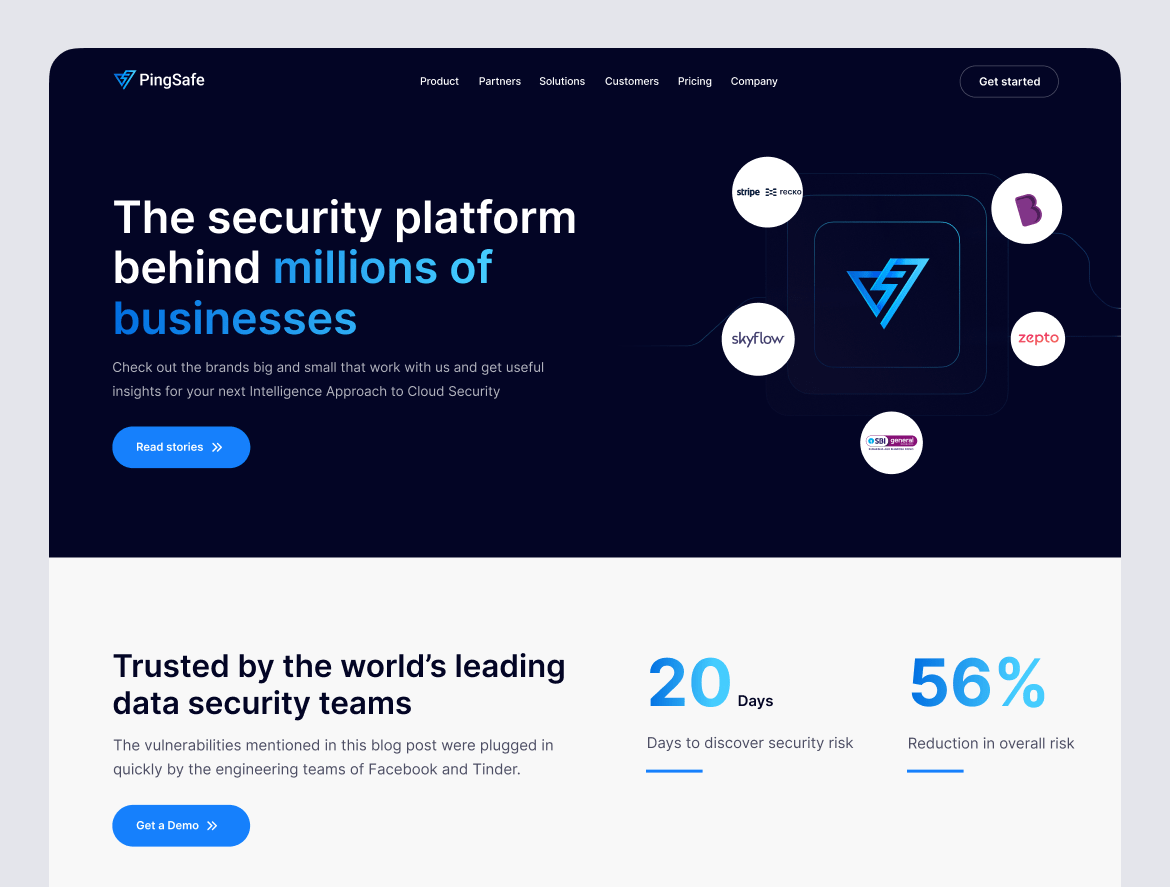 PingSafe
Product Partners Solutions Customers Pricing Company
Get started
The security platform
behind millions of
businesses
Check out the brands big and small that work with us and get useful
insights for your next Intelligence Approach to Cloud Security
Read stories
stripe RECKO
B
skyflow
zepto
SBI general
Trusted by the world’s leading
data security teams
The vulnerabilities mentioned in this blog post were plugged in
quickly by the engineering teams of Facebook and Tinder.
Get a Demo
20 Days
Days to discover security risk
56%
Reduction in overall risk